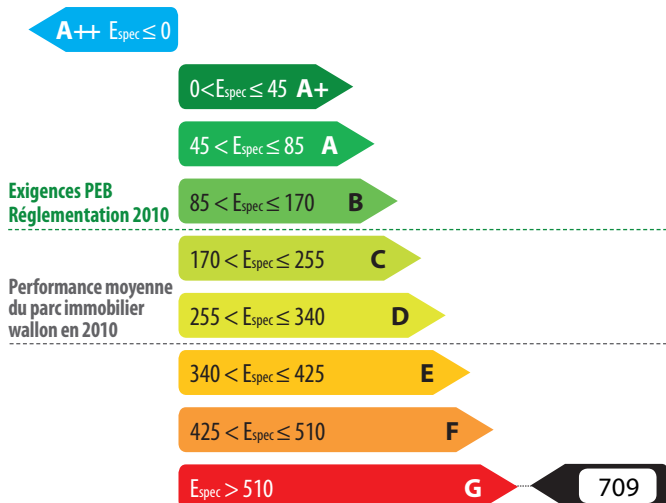 A++ Espec ≤ 0
0<Espec ≤ 45 A+
45 < Espec ≤ 85 A
Exigences PEB
Réglementation 2010
85 < Espec ≤ 170 B
170 < Espec ≤ 255 C
Performance moyenne
du parc immobilier
wallon en 2010
255 < Espec ≤ 340 D
340 < Espec ≤ 425 E
425 < Espec ≤ 510 F
Espec > 510 G
709